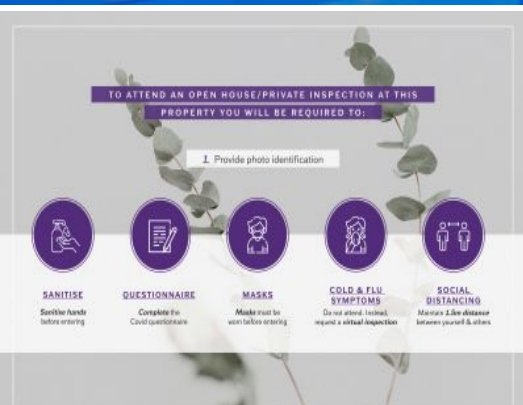 TO ATTEND AN OPEN HOUSE/PRIVATE INSPECTION AT THIS
PROPERTY YOU WILL BE REQUIRED TO:
1. Provide photo identification
SANITISE
Sanitise hands
before entering
QUESTIONNAIRE
Complete the
Covid questionnaire
MASKS
Masks must be
worn before entering
COLD & FLU
SYMPTOMS
Do not attend. Instead,
request a virtual inspection
SOCIAL
DISTANCING
Maintain 1.5m distance
between yourself & others